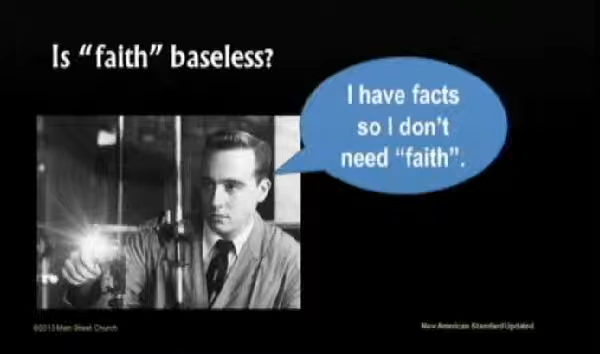 Is “faith” baseless?
I have facts
so I don't
need “faith”.
©2013 Main Street Church
New American Standard Updated